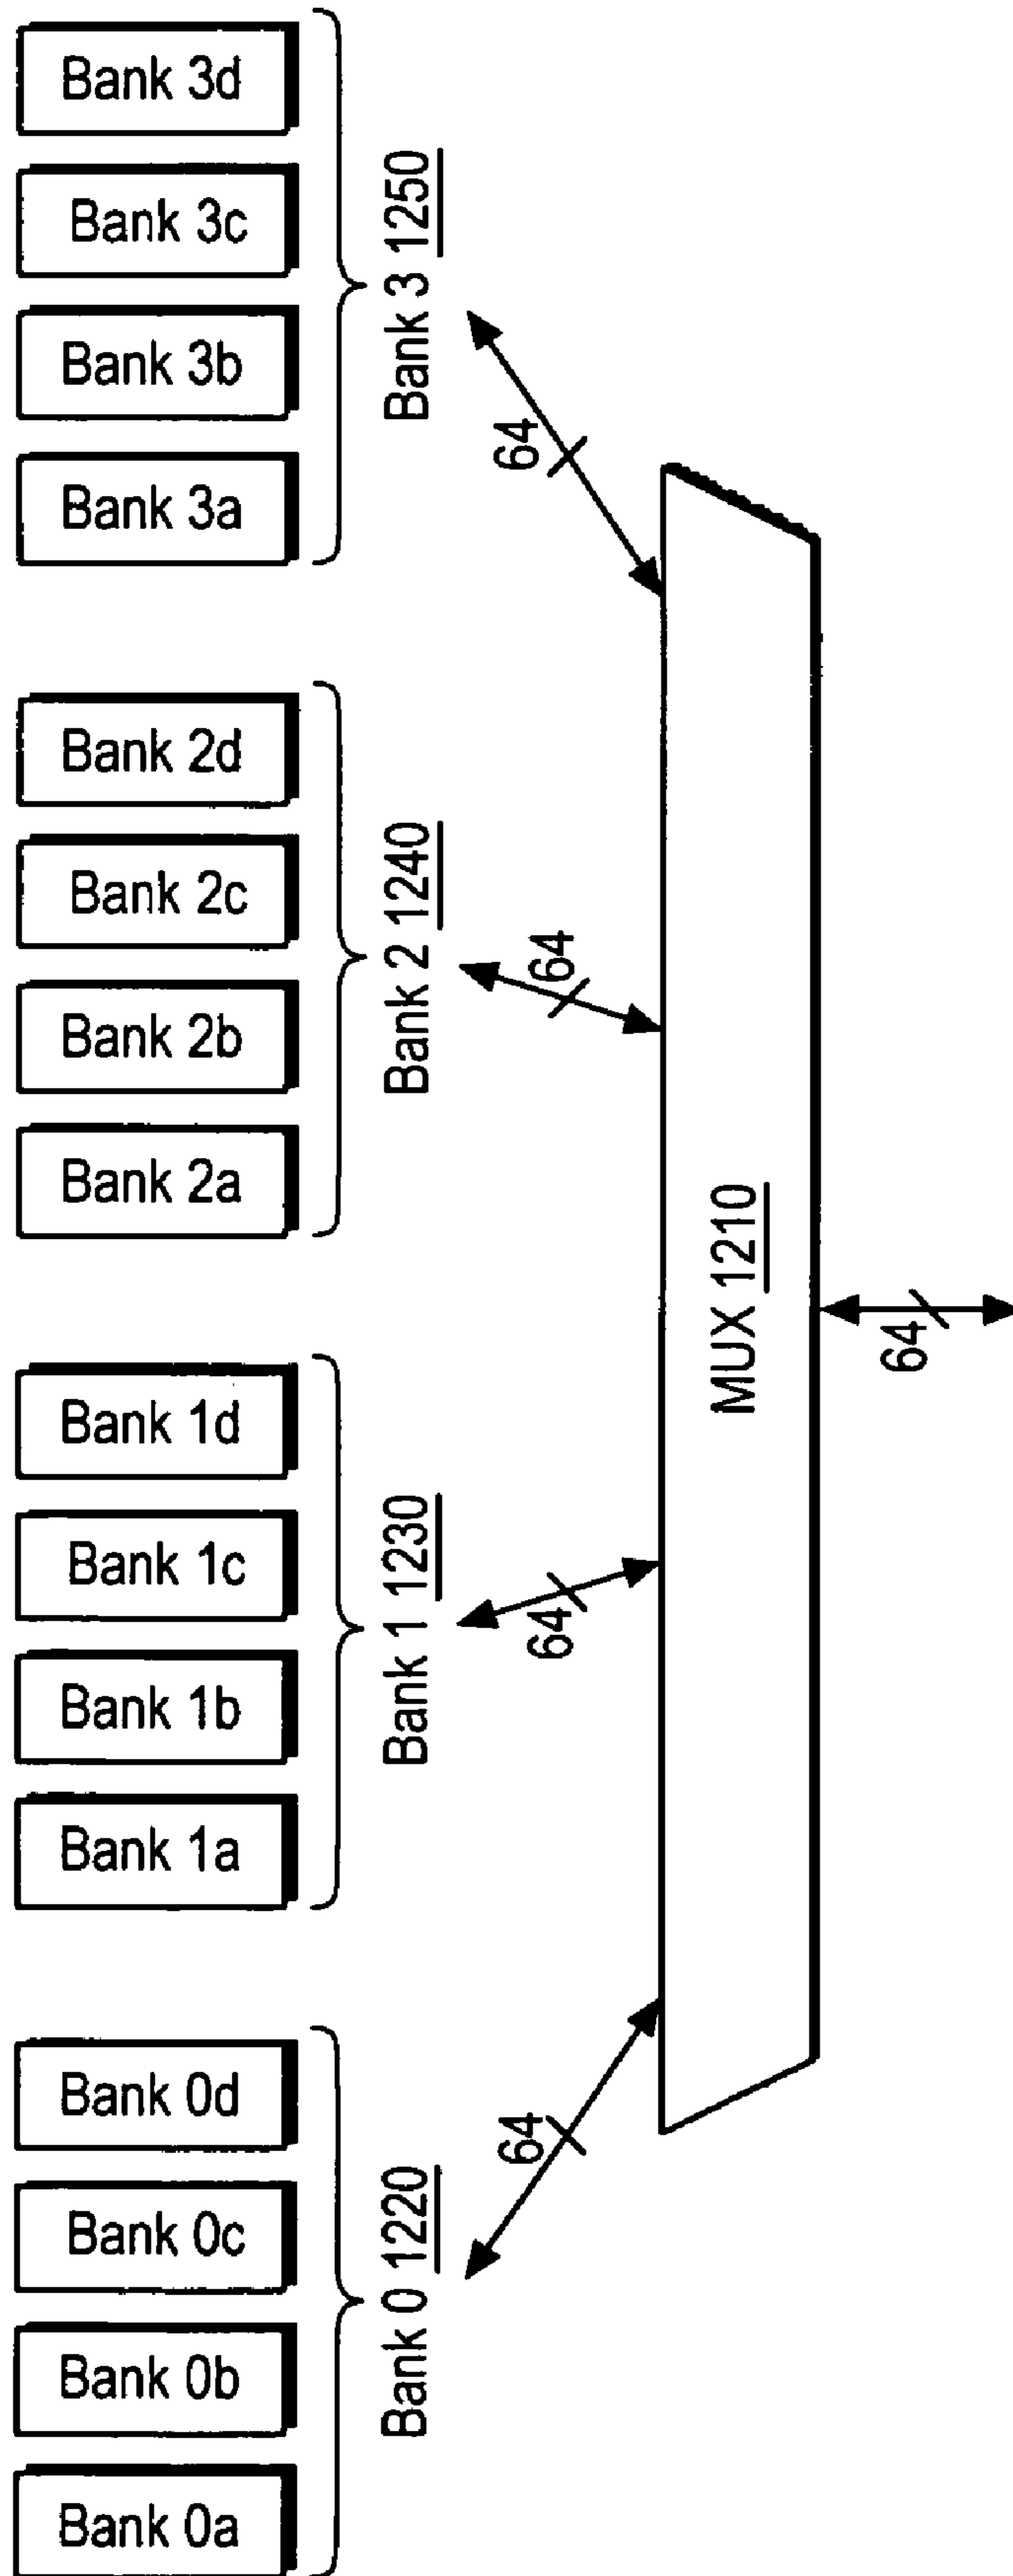 Bank 3d
Bank 3c
Bank 3b
Bank 3a
Bank 3 1250
64
Bank 2d
Bank 2c
Bank 2b
Bank 2a
Bank 2 1240
64
Bank 1d
Bank 1c
Bank 1b
Bank 1a
Bank 1 1230
64
Bank 0d
Bank 0c
Bank 0b
Bank 0a
Bank 0 1220
64
MUX 1210
64